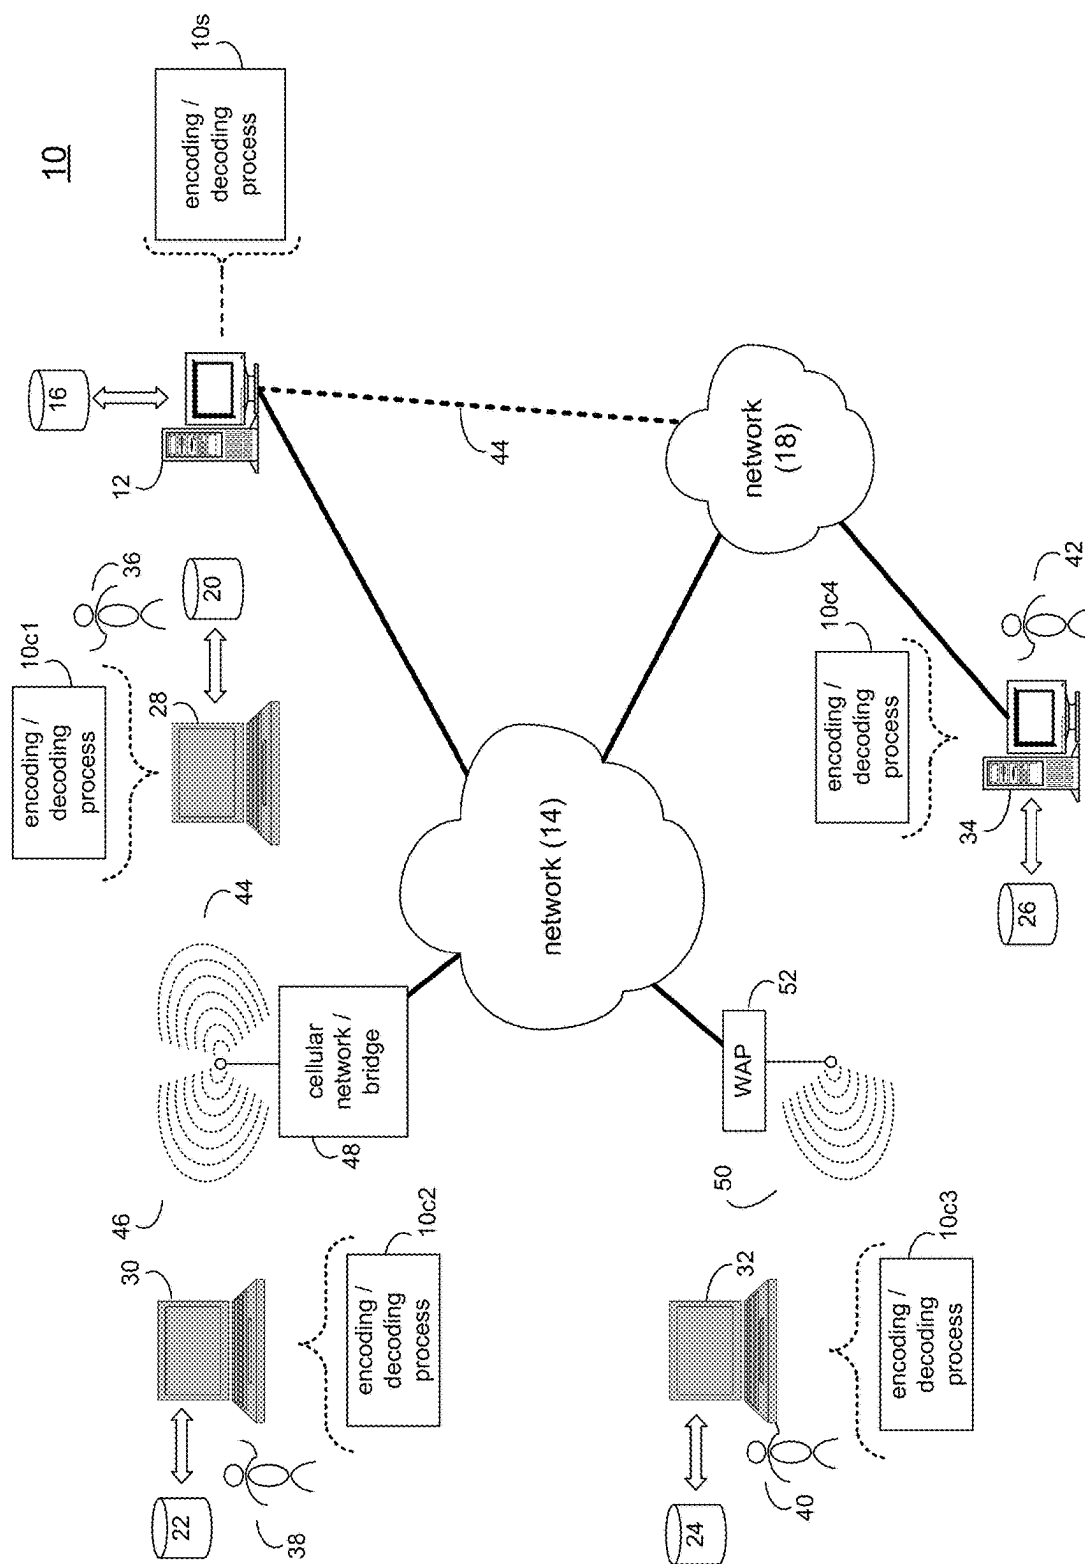 10
encoding /
decoding
process
10c1
36
28
20
16
12
encoding /
decoding
process
10s
46
30
22
38
encoding /
decoding
process
10c2
44
cellular
network /
bridge
48
network (14)
44
network
(18)
WAP
52
50
32
24
40
encoding /
decoding
process
10c3
encoding /
decoding
process
10c4
34
26
42